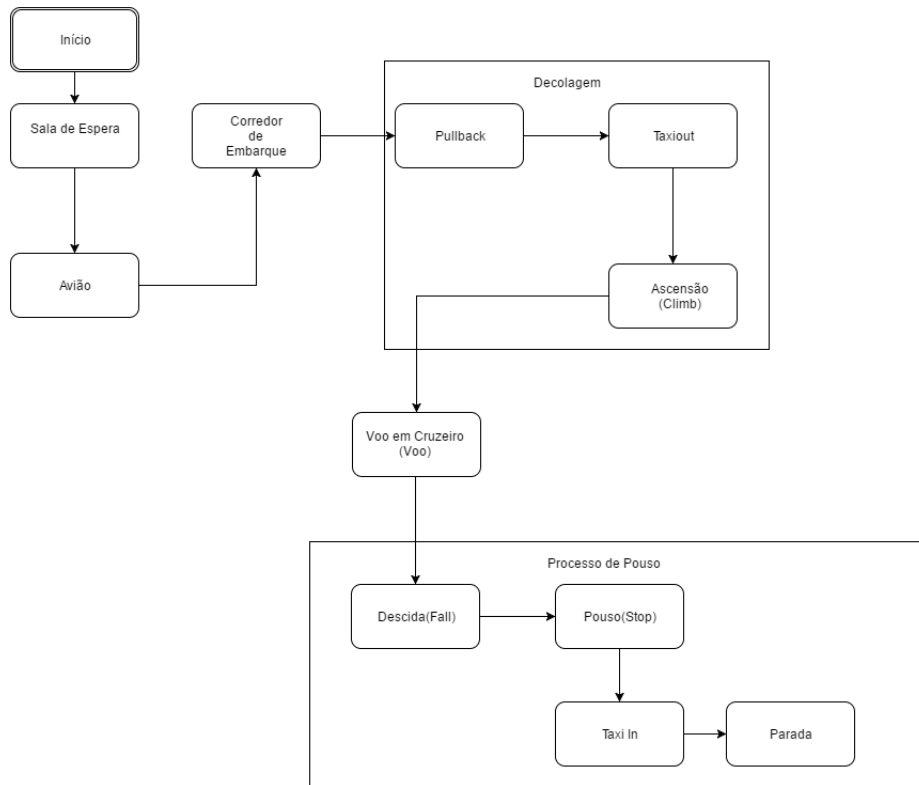 Início
Sala de Espera
Avião
Corredor
de
Embarque
Decolagem
Pullback
Taxiout
Ascensão
(Climb)
Voo em Cruzeiro
(Voo)
Processo de Pouso
Descida(Fall)
Pouso(Stop)
Taxi In
Parada